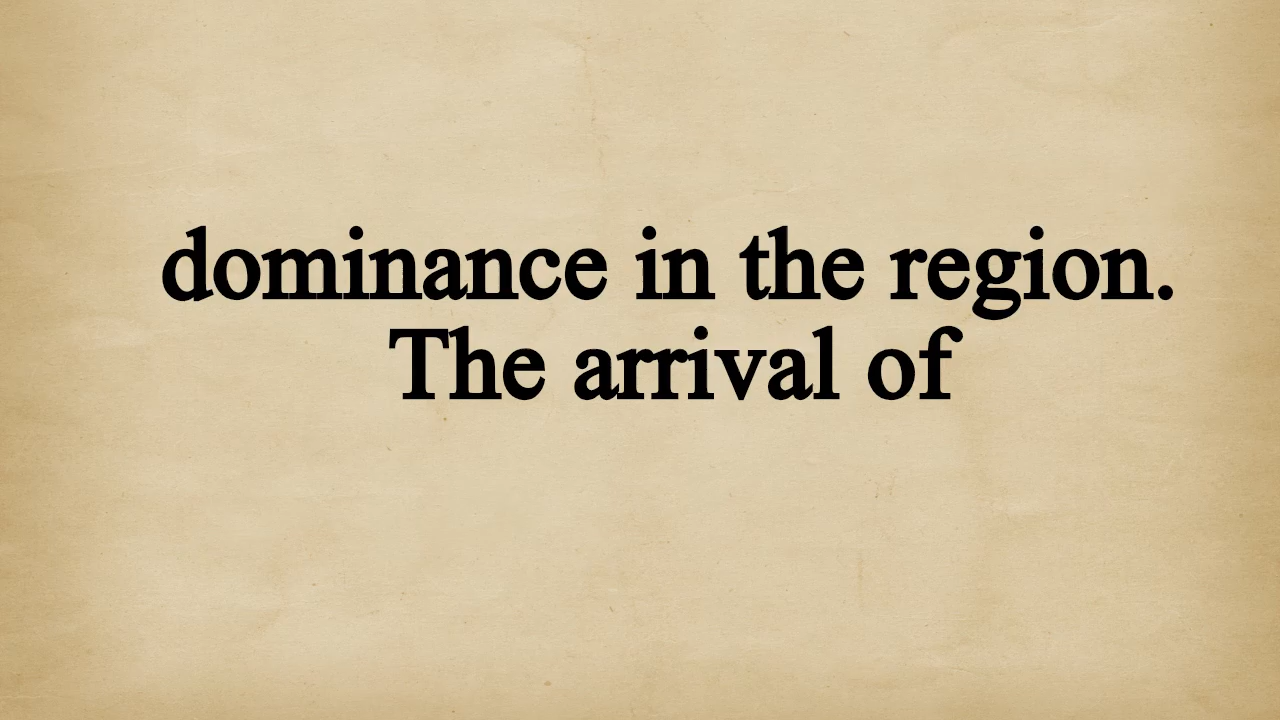 dominance in the region.
The arrival of